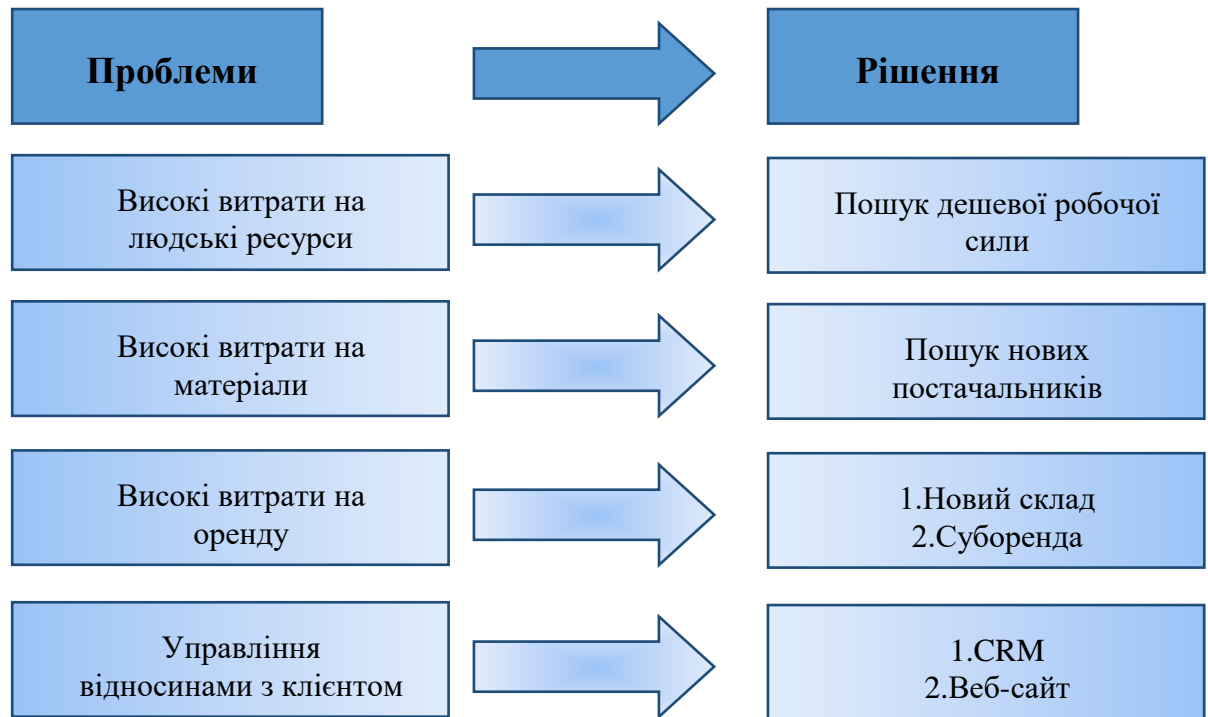 Проблеми
Рішення
Високі витрати на
людські ресурси
Пошук дешевої робочої
сили
Високі витрати на
матеріали
Пошук нових
постачальників
Високі витрати на
оренду
1.Новий склад
2.Суборенда
Управління
відносинами з клієнтом
1.CRM
2.Веб-сайт